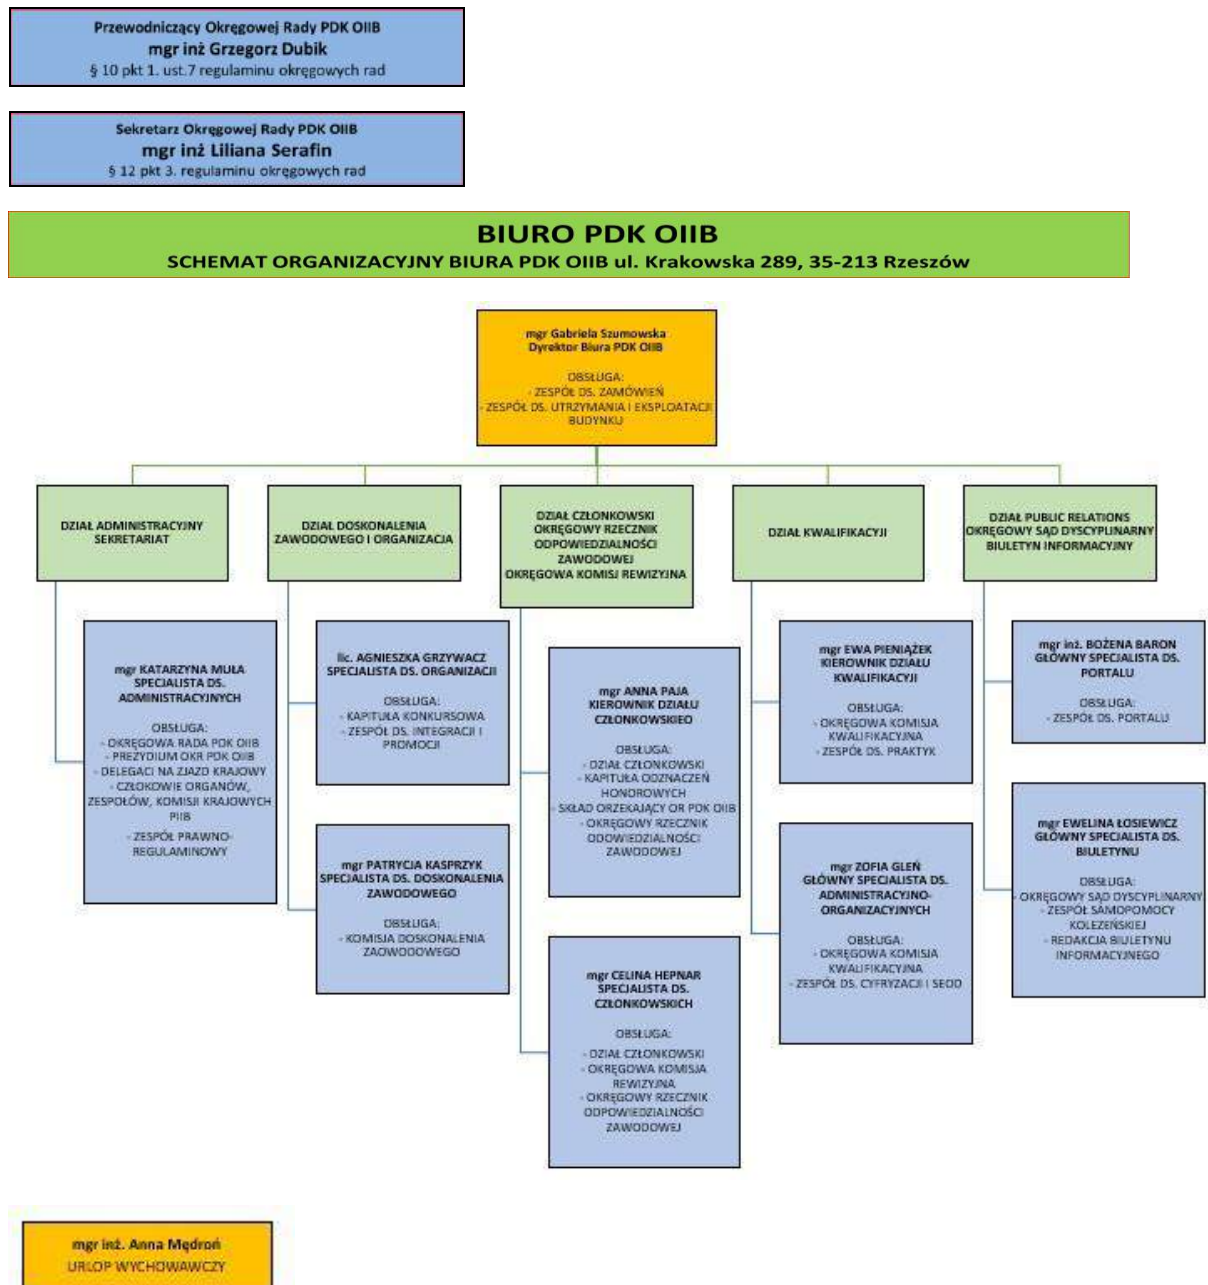 Przewodniczący Okręgowej Rady PDK OIIB
mgr inż Grzegorz Dubik
§ 10 pkt 1. ust.7 regulaminu okręgowych rad
Sekretarz Okręgowej Rady PDK OIIB
mgr inż Liliana Serafin
§ 12 pkt 3. regulaminu okręgowych rad
BIURO PDK OIIB
SCHEMAT ORGANIZACYJNY BIURA PDK OIIB ul. Krakowska 289, 35-213 Rzeszów
mgr Gabriela Szumowska
Dyrektor Biura PDK OIIB
OBSŁUGA:
- ZESPÓŁ DS. ZAMÓWIEŃ
- ZESPÓŁ DS. UTRZYMANIA I EKSPLOATACJI
BUDYNKU
DZIAŁ ADMINISTRACYJNY
SEKRETARIAT
DZIAŁ DOSKONALENIA
ZAWODOWEGO I ORGANIZACJA
DZIAŁ CZŁONKOWSKI
OKRĘGOWY RZECZNIK
ODPOWIEDZIALNOŚCI
ZAWODOWEJ
OKRĘGOWA KOMISJ REWIZYJNA
DZIAŁ KWALIFIKACYJI
DZIAŁ PUBLIC RELATIONS
OKRĘGOWY SĄD DYSCYPLINARNY
BIULETYN INFORMACYJNY
mgr KATARZYNA MUŁA
SPECJALISTA DS.
ADMINISTRACYJNYCH
OBSŁUGA:
- OKRĘGOWA RADA PDK OIIB
- PREZYDIUM OKR PDK OIIB
- DELEGACI NA ZJAZD KRAJOWY
- CZŁOKOWIE ORGANÓW,
ZESPOŁÓW, KOMISJI KRAJOWYCH
PIIB
- ZESPÓŁ PRAWNO-
REGULAMINOWY
lic. AGNIESZKA GRZYWACZ
SPECJALISTA DS. ORGANIZACJI
OBSŁUGA:
- KAPITUŁA KONKURSOWA
- ZESPÓŁ DS. INTEGRACJI I
PROMOCJI
mgr PATRYCJA KASPRZYK
SPECJALISTA DS. DOSKONALENIA
ZAWODOWEGO
OBSŁUGA:
- KOMISJA DOSKONALENIA
ZAOWODOWEGO
mgr ANNA PAJA
KIEROWNIK DZIAŁU
CZŁONKOWSKIEO
OBSŁUGA:
- DZIAŁ CZŁONKOWSKI
- KAPITUŁA ODZNACZEŃ
HONOROWYCH
- SKŁAD ORZEKAJĄCY OR PDK OIIB
- OKRĘGOWY RZECZNIK
ODOWIEDZIALNOŚCI
ZAWODOWEJ
mgr CELINA HEPNAR
SPECJALISTA DS.
CZŁONKOWSKICH
OBSŁUGA:
- DZIAŁ CZŁONKOWSKI
- OKRĘGOWA KOMISJA
REWIZYJNA
- OKRĘGOWY RZECZNIK
ODPOWIEDZIALNOŚCI
ZAWODOWEJ
mgr EWA PIENIĄŻEK
KIEROWNIK DZIAŁU
KWALIFIKACYJI
OBSŁUGA:
- OKRĘGOWA KOMISJA
KWALIFIKACYJNA
- ZESPÓŁ DS. PRAKTYK
mgr ZOFIA GLEŃ
GŁÓWNY SPECJALISTA DS.
ADMINISTRACYJNO-
ORGANIZACYJNYCH
OBSŁUGA:
- OKRĘGOWA KOMISJA
KWALIFIKACYJNA
- ZESPÓŁ DS. CYFRYZACJI I SEOD
mgr inż. BOŻENA BARON
GŁÓWNY SPECJALISTA DS.
PORTALU
OBSŁUGA:
- ZESPÓŁ DS. PORTALU
mgr EWELINA ŁOSIEWICZ
GŁÓWNY SPECJALISTA DS.
BIULETYNU
OBSŁUGA:
- OKRĘGOWY SĄD DYSCYPLINARNY
- ZESPÓŁ SAMOPOMOCY
KOLEZEŃSKIEJ
- REDAKCJA BIULETYNU
INFORMACYJNEGO
mgr inż. Anna Mędroń
URLOP WYCHOWAWCZY